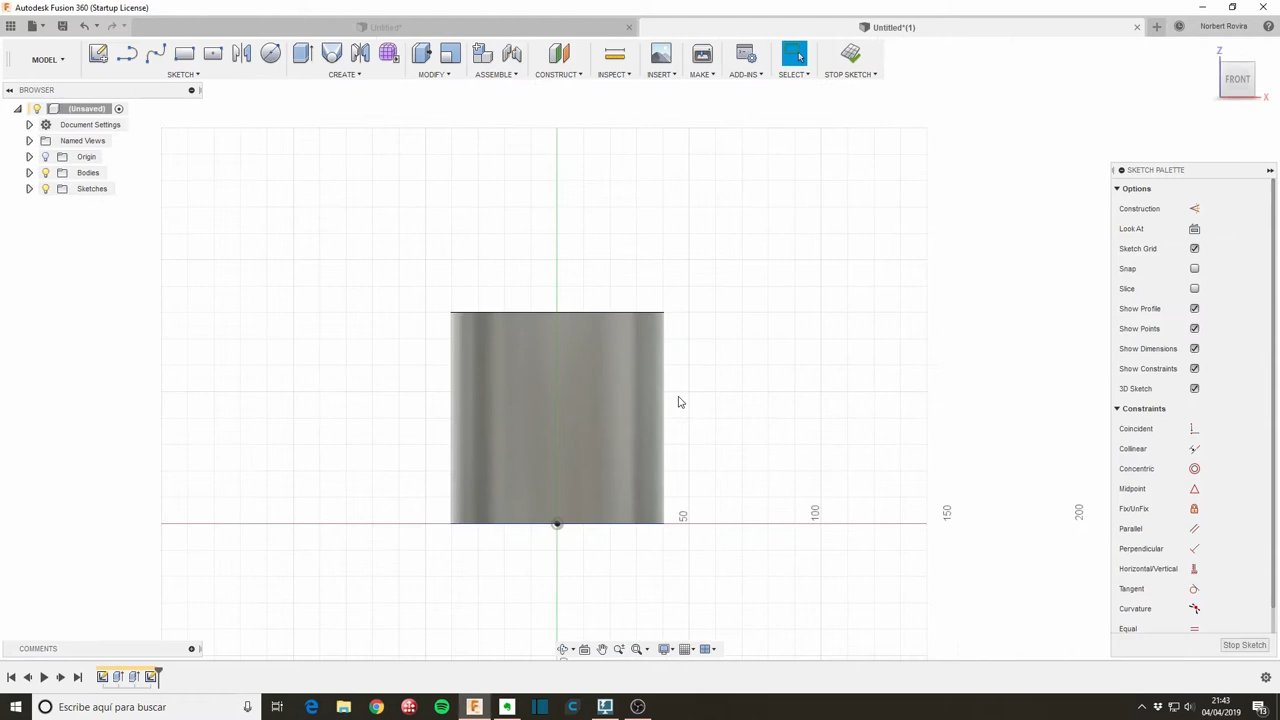 Autodesk Fusion 360 (Startup License)
Untitled*
Untitled*(1)
Norbert Rovira
MODEL
SKETCH
CREATE
MODIFY
ASSEMBLE
CONSTRUCT
INSPECT
INSERT
MAKE
ADD-INS
SELECT
STOP SKETCH
BROWSER
(Unsaved)
Document Settings
Named Views
Origin
Bodies
Sketches
Z
FRONT
X
SKETCH PALETTE
Options
Construction
Look At
Sketch Grid
Snap
Slice
Show Profile
Show Points
Show Dimensions
Show Constraints
3D Sketch
Constraints
Coincident
Collinear
Concentric
Midpoint
Fix/UnFix
Parallel
Perpendicular
Horizontal/Vertical
Tangent
Curvature
Equal
Stop Sketch
50
100
150
200
COMMENTS
Escribe aquí para buscar
21:43
04/04/2019